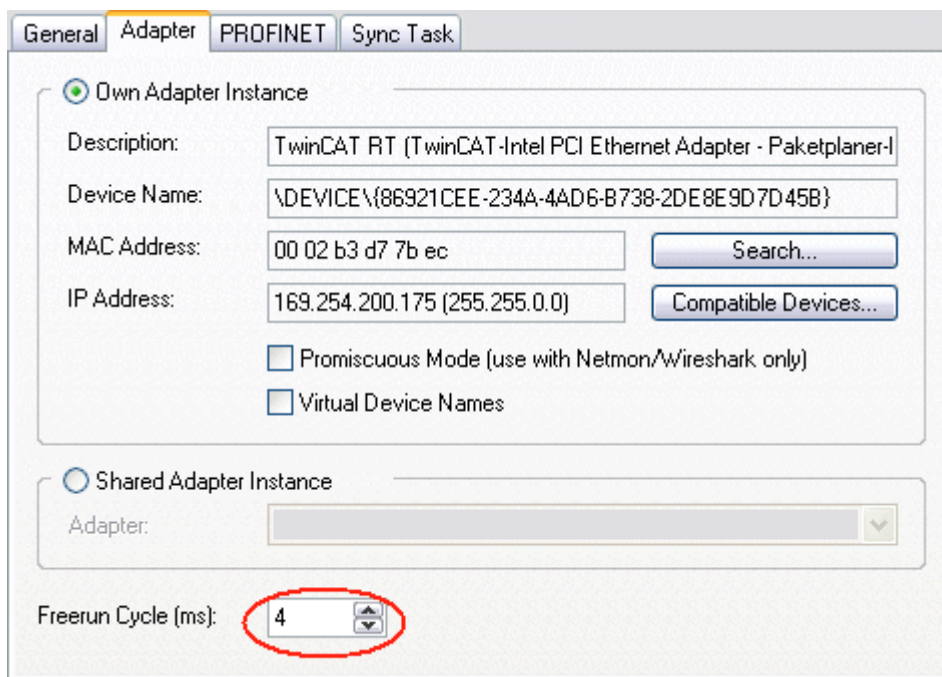 General Adapter PROFINET Sync Task
Own Adapter Instance
Description: TwinCAT RT (TwinCAT-Intel PCI Ethernet Adapter - Paketplaner-
Device Name: \DEVICE\{86921CEE-234A-4AD6-B738-2DE8E9D7D45B}
MAC Address: 00 02 b3 d7 7b ec Search...
IP Address: 169.254.200.175 (255.255.0.0) Compatible Devices...
Promiscuous Mode (use with Netmon/Wireshark only)
Virtual Device Names
Shared Adapter Instance
Adapter:
Freerun Cycle (ms): 4